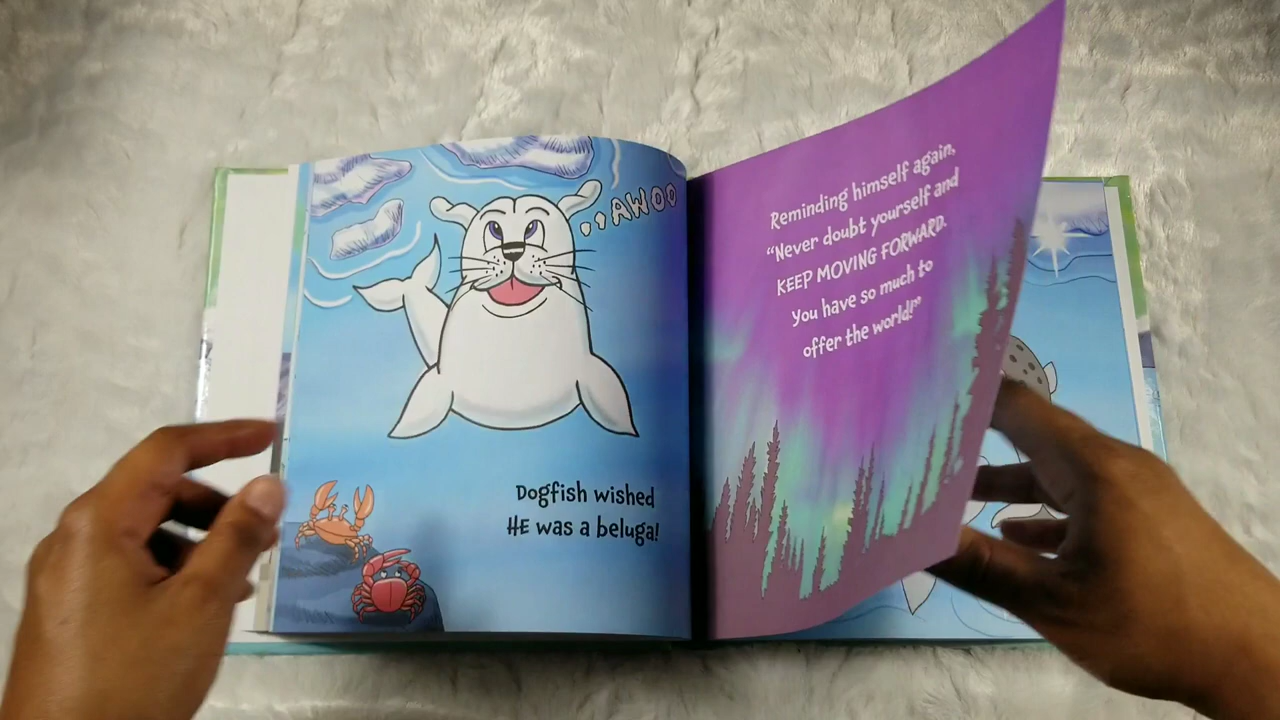 ,,AWOO
Dogfish wished
HE was a beluga!
Reminding himself again,
“Never doubt yourself and
KEEP MOVING FORWARD.
You have so much to
offer the world!”